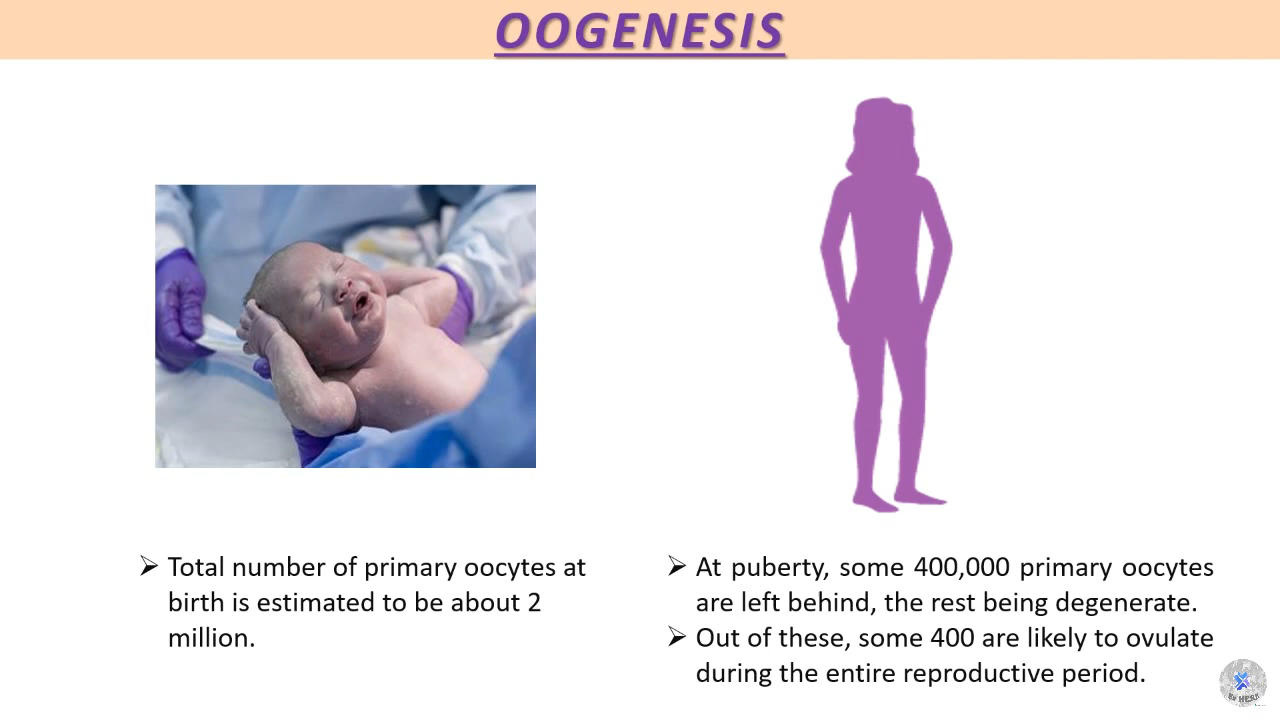 OOGENESIS
➢ Total number of primary oocytes at
birth is estimated to be about 2
million.
➢ At puberty, some 400,000 primary oocytes
are left behind, the rest being degenerate.
➢ Out of these, some 400 are likely to ovulate
during the entire reproductive period.